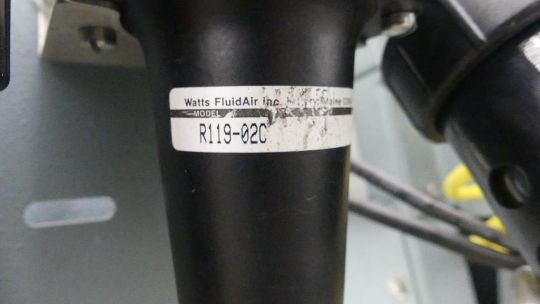 Watts FluidAir Inc.
MODEL
R119-02C